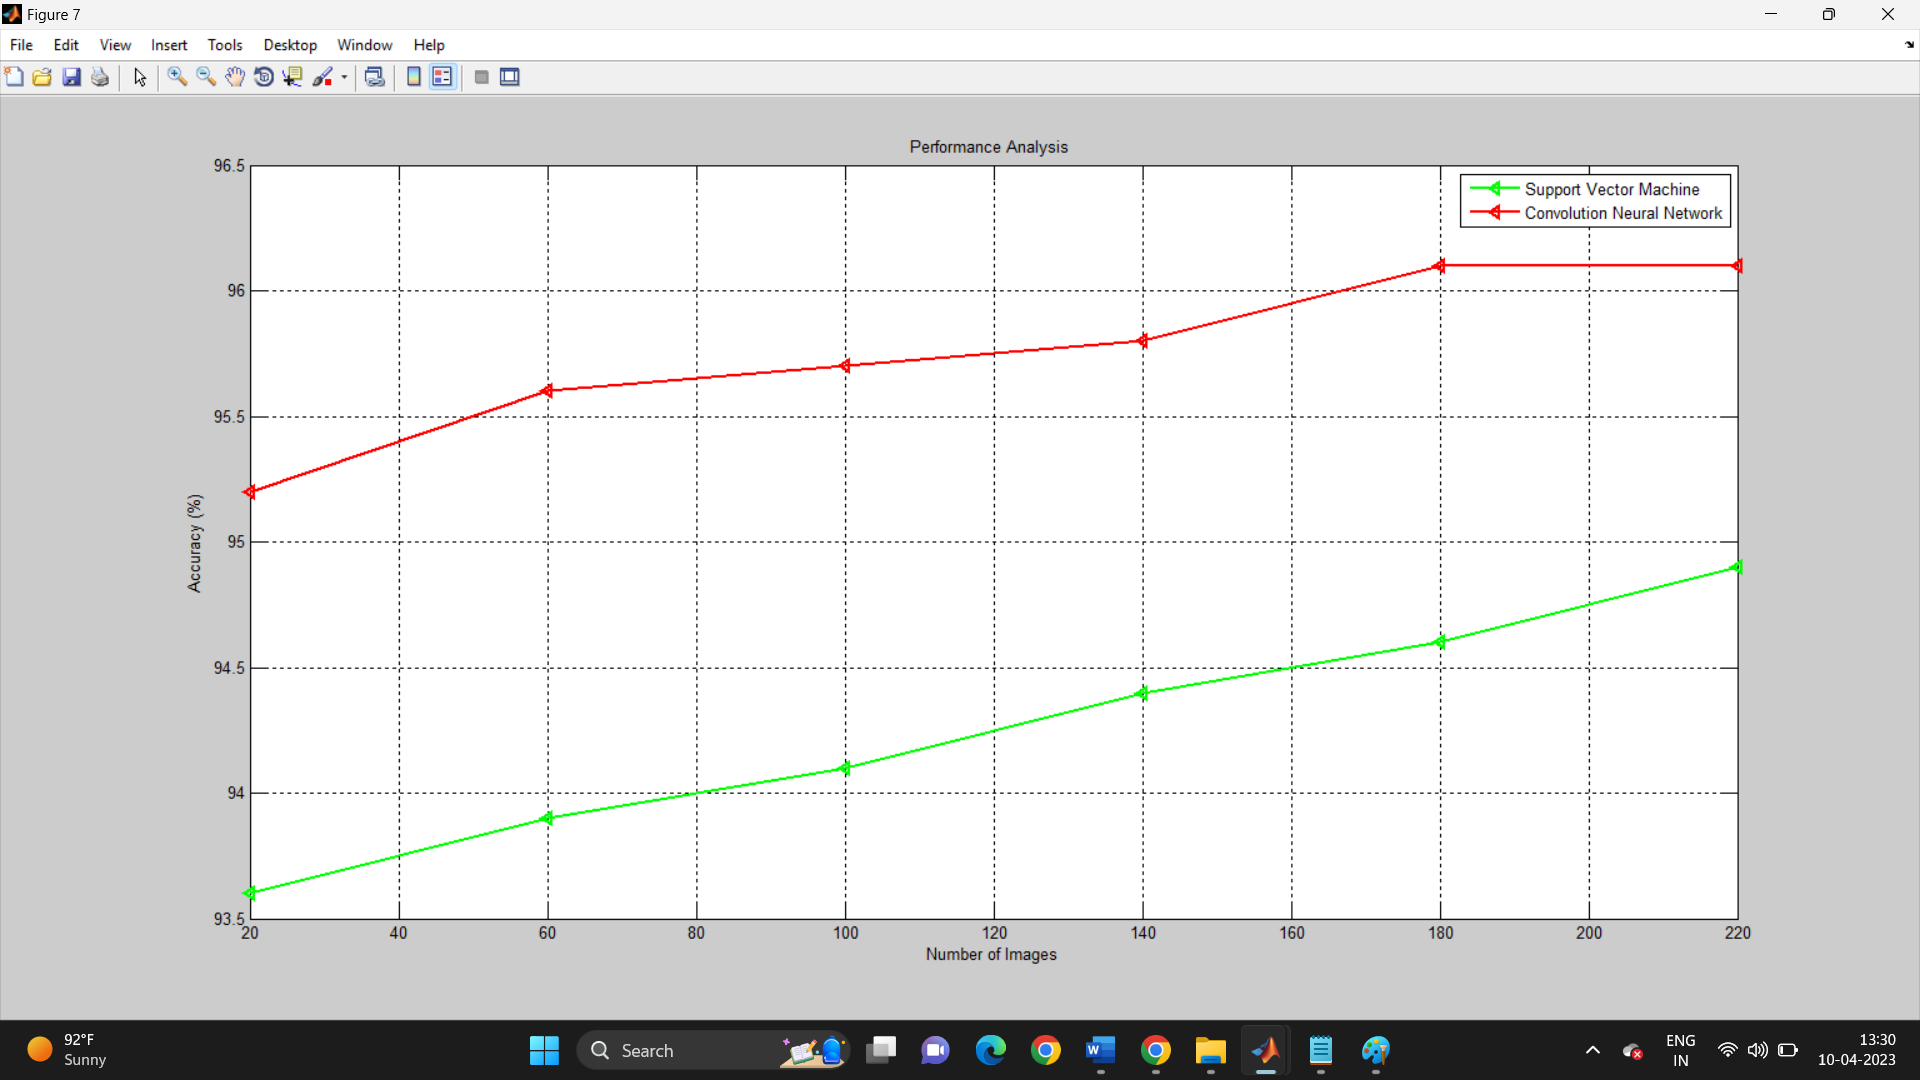 Figure 7
File Edit View Insert Tools Desktop Window Help
Performance Analysis
Support Vector Machine
Convolution Neural Network
96.5
96
95.5
95
94.5
94
93.5
Accuracy (%)
20 40 60 80 100 120 140 160 180 200 220
Number of Images
92°F
Sunny
Search
W
ENG
IN
13:30
10-04-2023